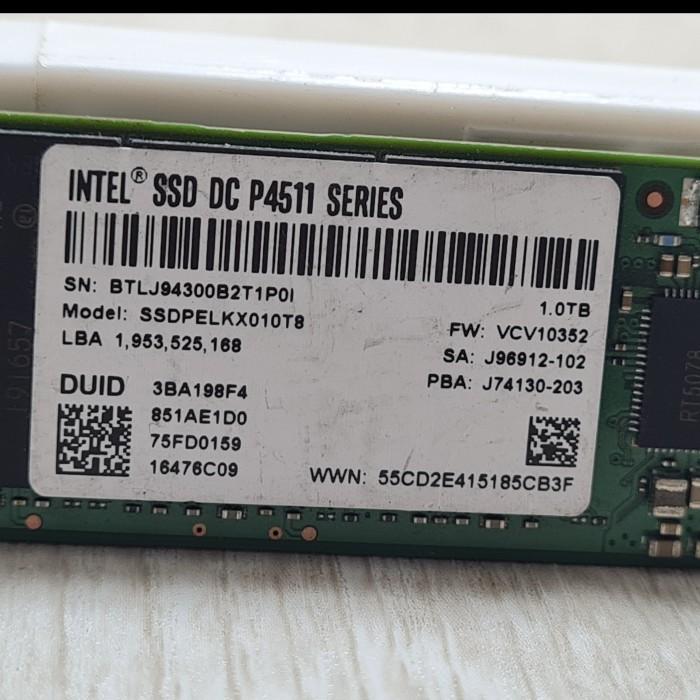 INTEL® SSD DC P4511 SERIES
SN: BTLJ94300B2T1P0I
1.0TB
Model: SSDPELKX010T8
FW: VCV10352
LBA 1,953,525,168
SA: J96912-102
PBA: J74130-203
DUID 3BA198F4
851AE1D0
75FD0159
16476C09
WWN: 55CD2E415185CB3F